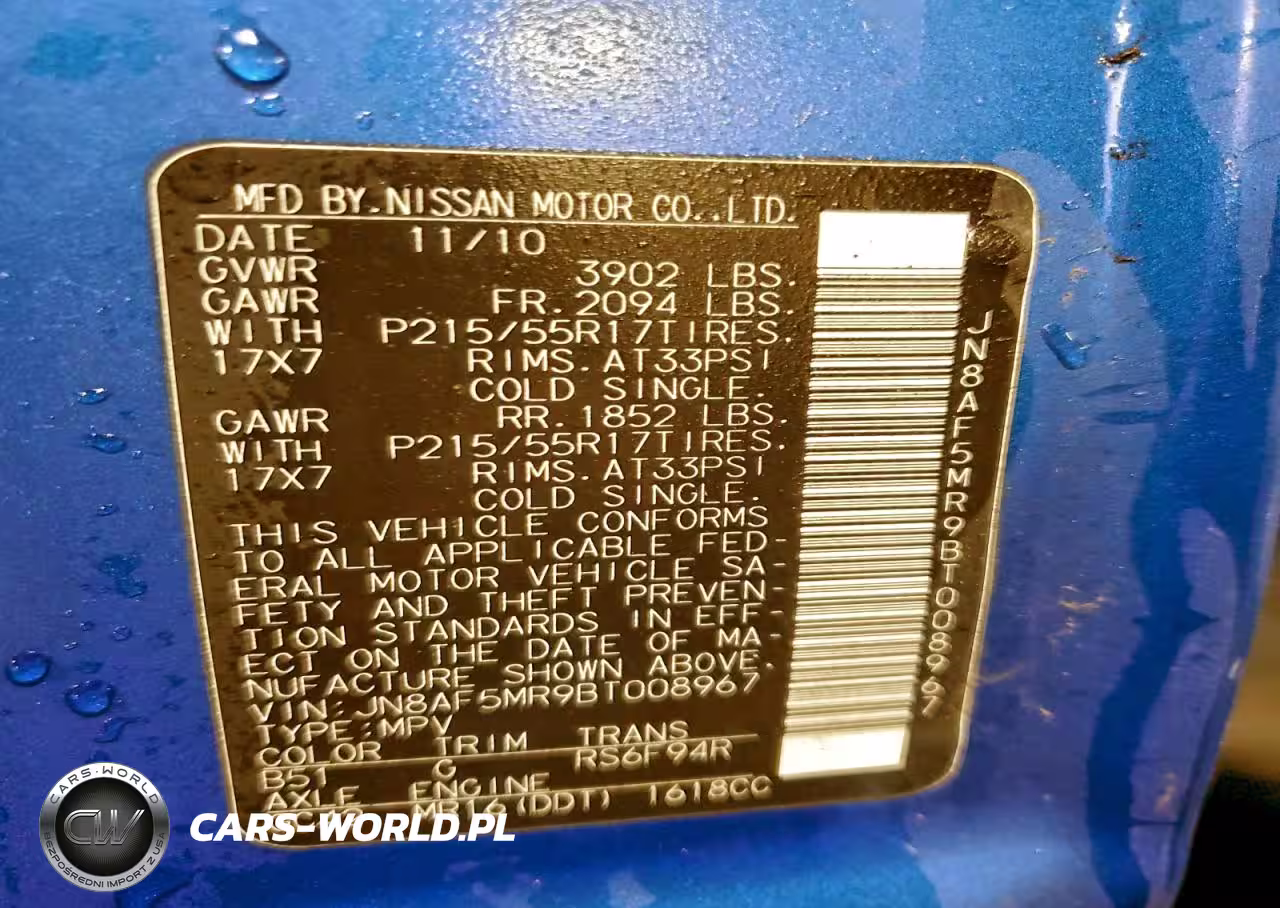 MFD BY.NISSAN MOTOR CO.,LTD.
DATE 11/10
GVWR 3902 LBS.
GAWR FR.2094 LBS.
WITH P215/55R17TIRES.
17X7 RIMS.AT33PSI
COLD SINGLE.
GAWR RR.1852 LBS.
WITH P215/55R17TIRES.
17X7 RIMS.AT33PSI
COLD SINGLE.
THIS VEHICLE CONFORMS
TO ALL APPLICABLE FED-
ERAL MOTOR VEHICLE SA-
FETY AND THEFT PREVEN-
TION STANDARDS IN EFF-
ECT ON THE DATE OF MA-
NUFACTURE SHOWN ABOVE.
VIN:JN8AF5MR9BT008967
TYPE:MPV
COLOR TRIM TRANS
B51 G RS6F94R
AXLE ENGINE
MR16(DDT) 1618CC
JN8AF5MR9BT008967
CARS-WORLD
CW
BEZPOŚREDNI IMPORT Z USA
CARS-WORLD.PL